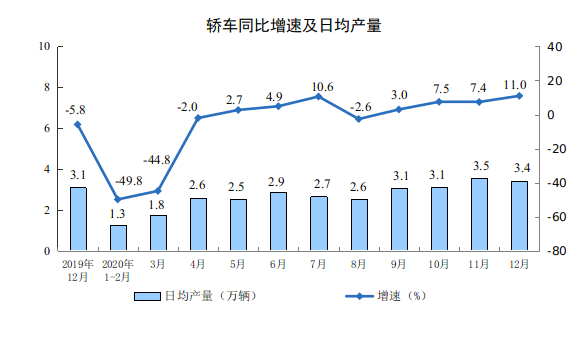 轿车同比增速及日均产量
10
8
6
4
2
0
40
20
0
-20
-40
-60
-80
-5.8
-49.8
-44.8
-2.0
2.7
4.9
10.6
-2.6
3.0
7.5
7.4
11.0
3.1
1.3
1.8
2.6
2.5
2.9
2.7
2.6
3.1
3.1
3.5
3.4
2019年
12月
2020年
1-2月
3月
4月
5月
6月
7月
8月
9月
10月
11月
12月
日均产量（万辆）
增速（%）